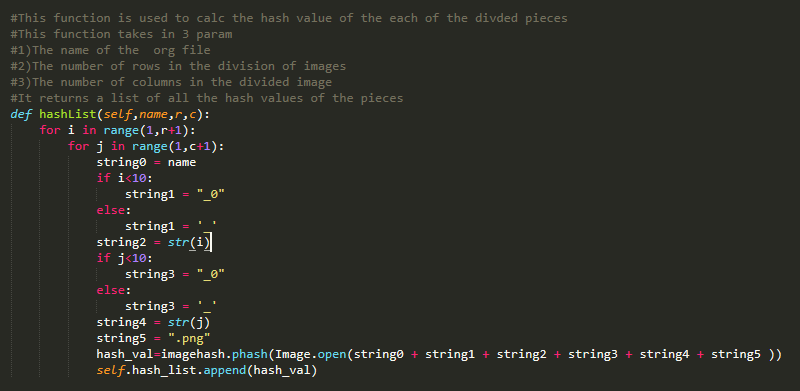 #This function is used to calc the hash value of the each of the divded pieces
#This function takes in 3 param
#1)The name of the  org file
#2)The number of rows in the division of images
#3)The number of columns in the divided image
#It returns a list of all the hash values of the pieces
def hashList(self,name,r,c):
    for i in range(1,r+1):
        for j in range(1,c+1):
            string0 = name
            if i<10:
                string1 = "_0"
            else:
                string1 = '_'
            string2 = str(i)
            if j<10:
                string3 = "_0"
            else:
                string3 = '_'
            string4 = str(j)
            string5 = ".png"
            hash_val=imagehash.phash(Image.open(string0 + string1 + string2 + string3 + string4 + string5 ))
            self.hash_list.append(hash_val)